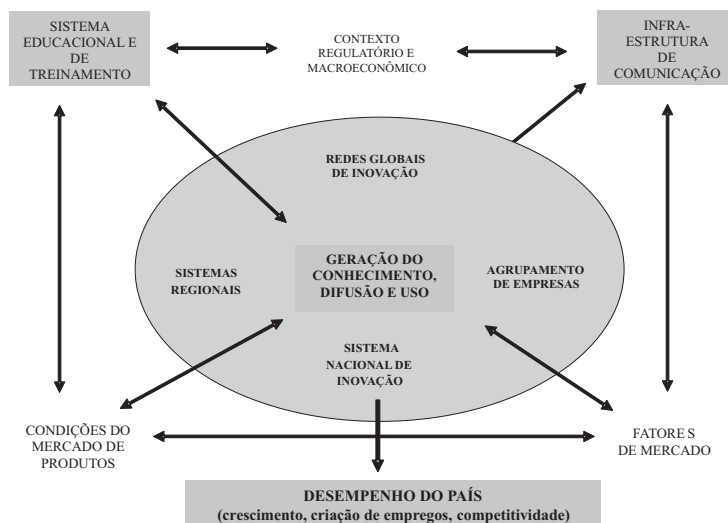 SISTEMA
EDUCACIONAL E
DE
TREINAMENTO
CONTEXTO
REGULATÓRIO E
MACROECONÔMICO
INFRA-
ESTRUTURA
DE
COMUNICAÇÃO
REDES GLOBAIS
DE INOVAÇÃO
SISTEMAS
REGIONAIS
GERAÇÃO DO
CONHECIMENTO,
DIFUSÃO E USO
AGRUPAMENTO
DE EMPRESAS
SISTEMA
NACIONAL DE
INOVAÇÃO
CONDIÇÕES DO
MERCADO DE
PRODUTOS
FATORE S
DE MERCADO
DESEMPENHO DO PAÍS
(crescimento, criação de empregos, competitividade)